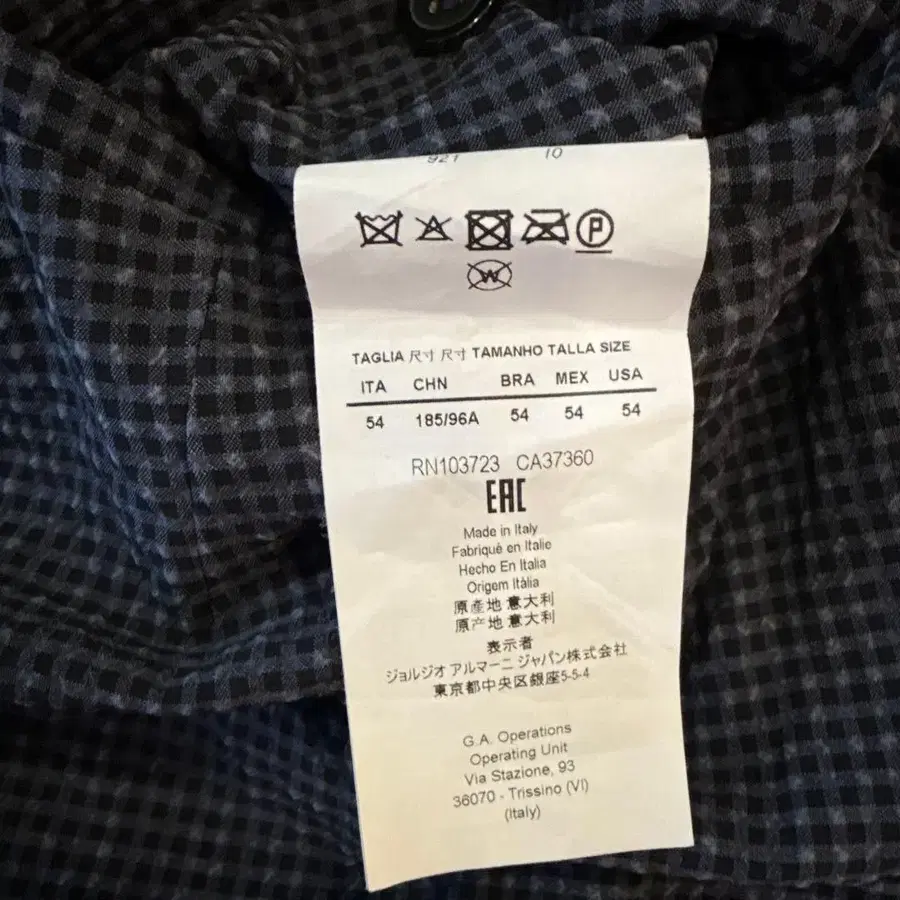 921 10
P
W
TAGLIA 尺寸 尺寸 TAMANHO TALLA SIZE
ITA CHN BRA MEX USA
54 185/96A 54 54 54
RN103723 CA37360
EAC
Made in Italy
Fabriqué en Italie
Hecho En Italia
Origem Itália
原產地 意大利
原产地 意大利
表示者
ジョルジオ アルマーニ ジャパン株式会社
東京都中央区銀座5-5-4
G.A. Operations
Operating Unit
Via Stazione, 93
36070 - Trissino (VI)
(Italy)